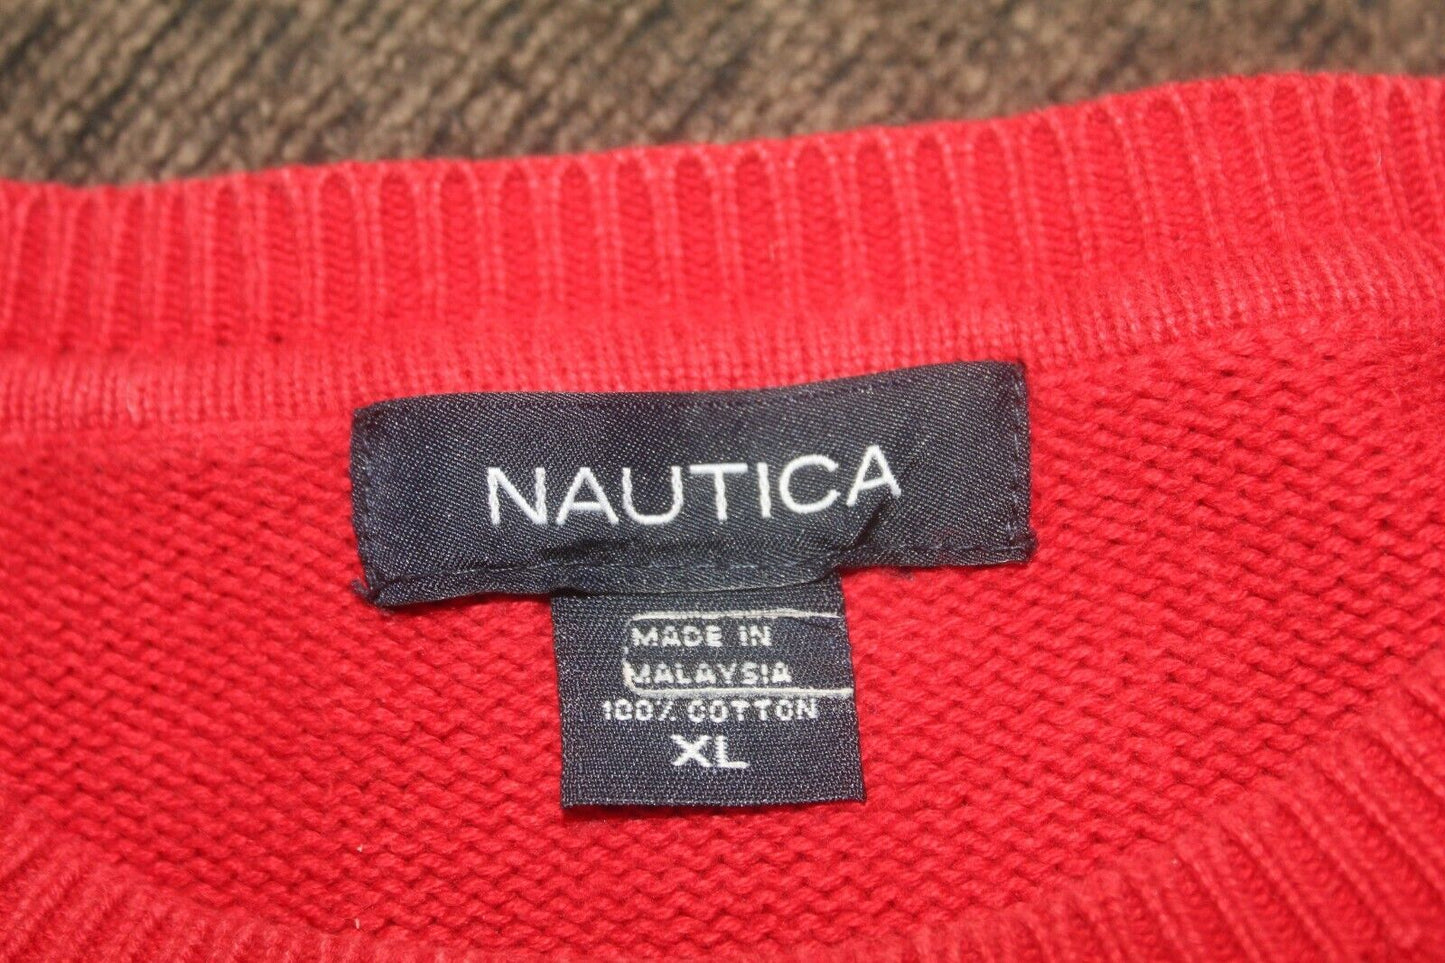 NAUTICA
MADE IN
MALAYSIA
100% COTTON
XL